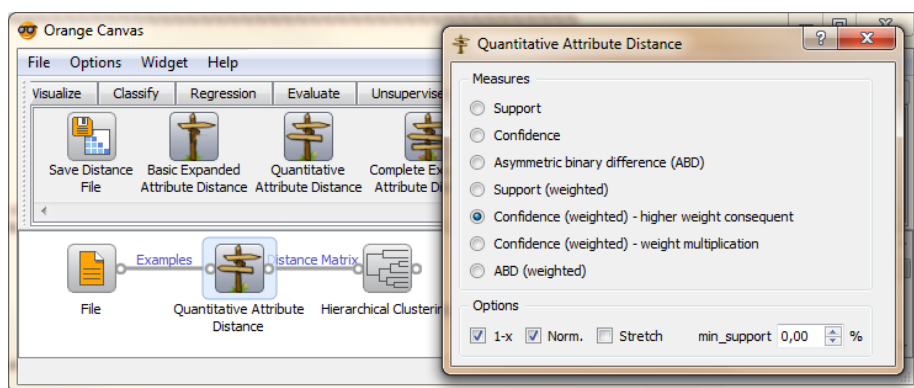 Orange Canvas
File Options Widget Help
Visualize Classify Regression Evaluate Unsupervise
Save Distance File
Basic Expanded Attribute Distance
Quantitative Attribute Distance
Complete Ex
Attribute Di
Examples
Distance Matrix
File
Quantitative Attribute Distance
Hierarchical Clusterin
Quantitative Attribute Distance
Measures
Support
Confidence
Asymmetric binary difference (ABD)
Support (weighted)
Confidence (weighted) - higher weight consequent
Confidence (weighted) - weight multiplication
ABD (weighted)
Options
1-x Norm. Stretch min_support 0,00 %